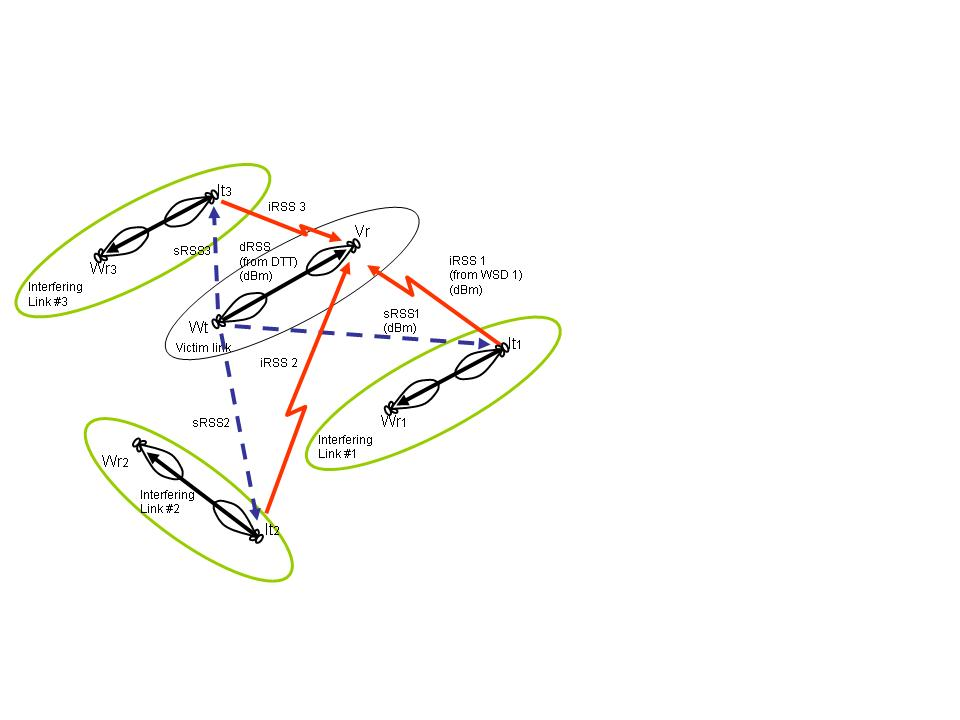 It3
iRSS 3
Vr
sRSS3
dRSS
(from DTT)
(dBm)
Wr3
iRSS 1
(from WSD 1)
(dBm)
Interfering
Link #3
Wt
sRSS1
(dBm)
Victim link
It1
iRSS 2
Wr1
sRSS2
Interfering
Link #1
Wr2
Interfering
Link #2
It2